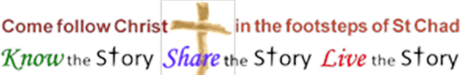 Come follow Christ in the footsteps of St Chad
Know the Story Share the Story Live the Story